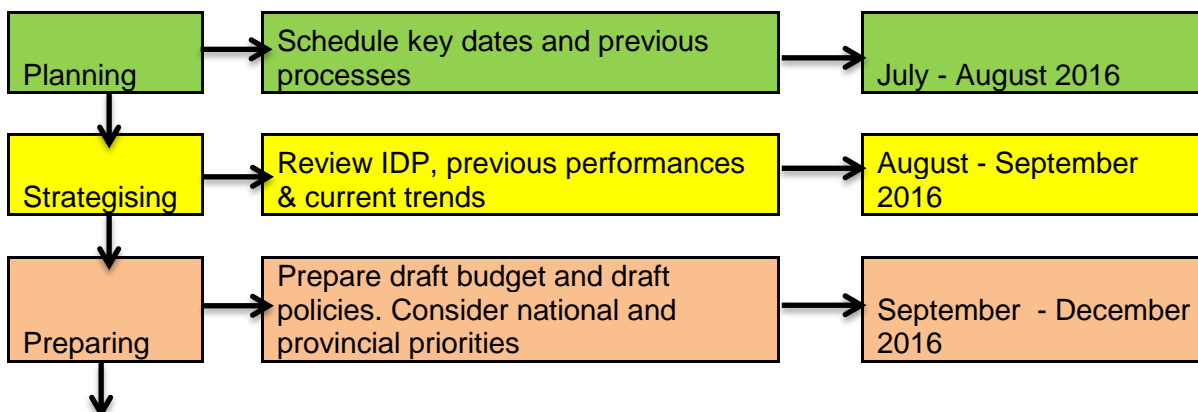 Planning
Schedule key dates and previous
processes
July - August 2016
Strategising
Review IDP, previous performances
& current trends
August - September
2016
Preparing
Prepare draft budget and draft
policies. Consider national and
provincial priorities
September  - December
2016